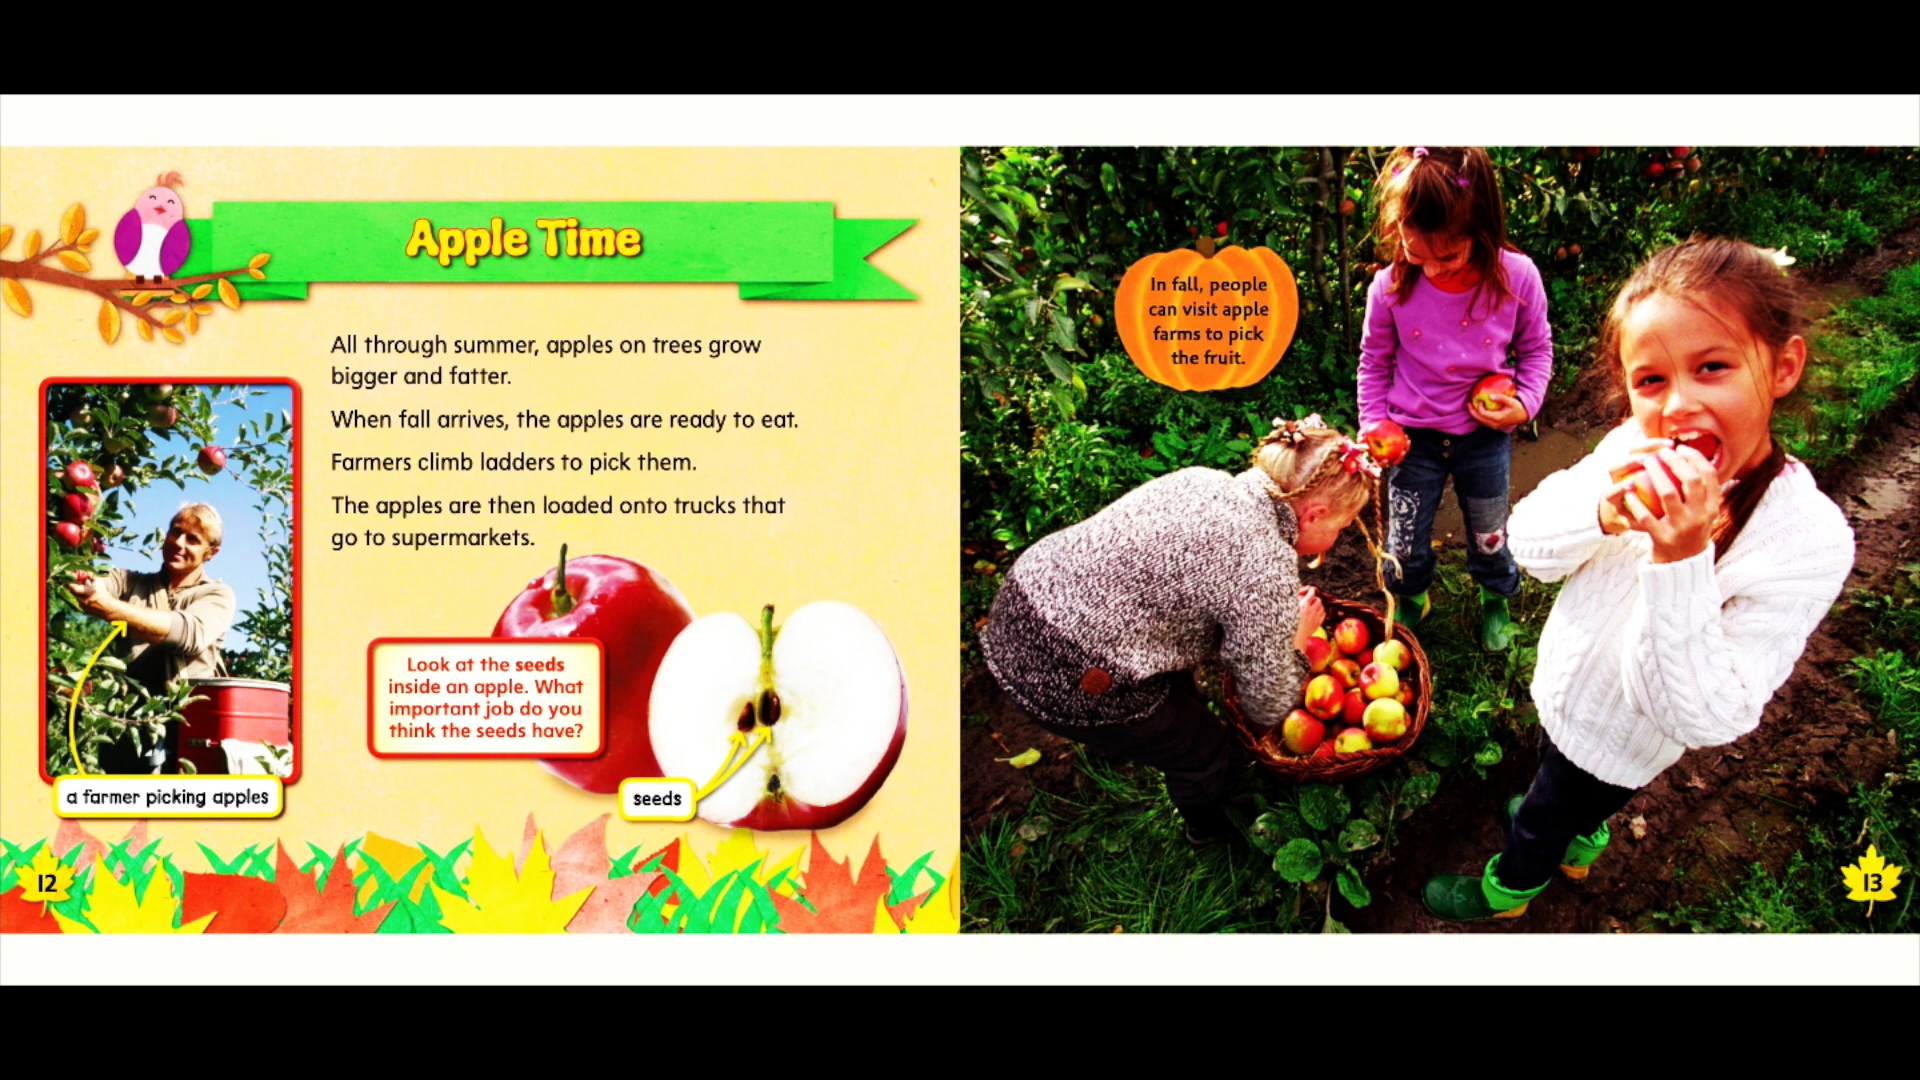 Apple Time
All through summer, apples on trees grow
bigger and fatter.
When fall arrives, the apples are ready to eat.
Farmers climb ladders to pick them.
The apples are then loaded onto trucks that
go to supermarkets.
Look at the seeds
inside an apple. What
important job do you
think the seeds have?
a farmer picking apples
seeds
12
In fall, people
can visit apple
farms to pick
the fruit.
13